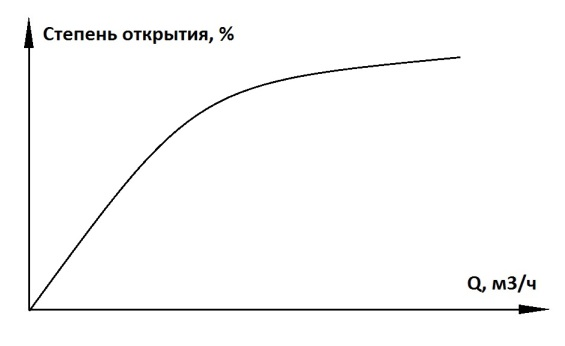 Степень открытия, %
Q, м3/ч